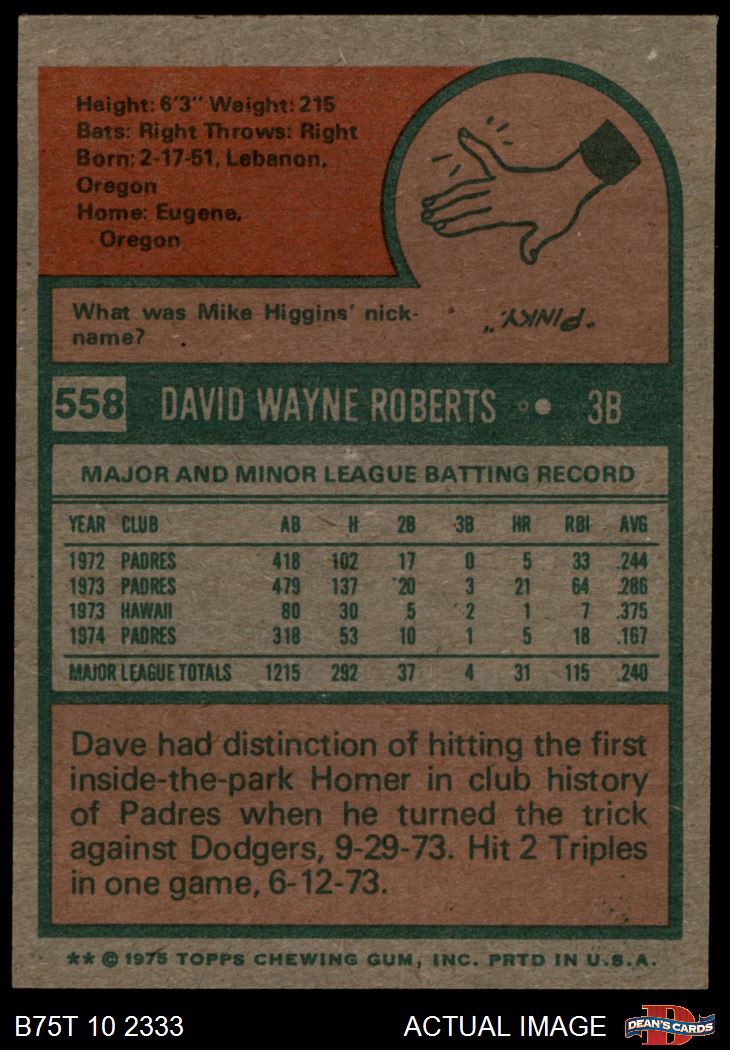 Height: 6'3" Weight: 215
Bats: Right Throws: Right
Born: 2-17-51, Lebanon,
Oregon
Home: Eugene,
Oregon
What was Mike Higgins' nick-
name?
"PINKY."
558 DAVID WAYNE ROBERTS • 3B
MAJOR AND MINOR LEAGUE BATTING RECORD
YEAR CLUB AB H 2B 3B HR RBI AVG
1972 PADRES 418 102 17 0 5 33 .244
1973 PADRES 479 137 20 3 21 64 .286
1973 HAWAII 80 30 5 2 1 7 .375
1974 PADRES 318 53 10 1 5 18 .167
MAJOR LEAGUE TOTALS 1215 292 37 4 31 115 .240
Dave had distinction of hitting the first
inside-the-park Homer in club history
of Padres when he turned the trick
against Dodgers, 9-29-73. Hit 2 Triples
in one game, 6-12-73.
** © 1975 TOPPS CHEWING GUM, INC. PRTD IN U.S.A.
B75T 10 2333 ACTUAL IMAGE D DEAN'S CARDS